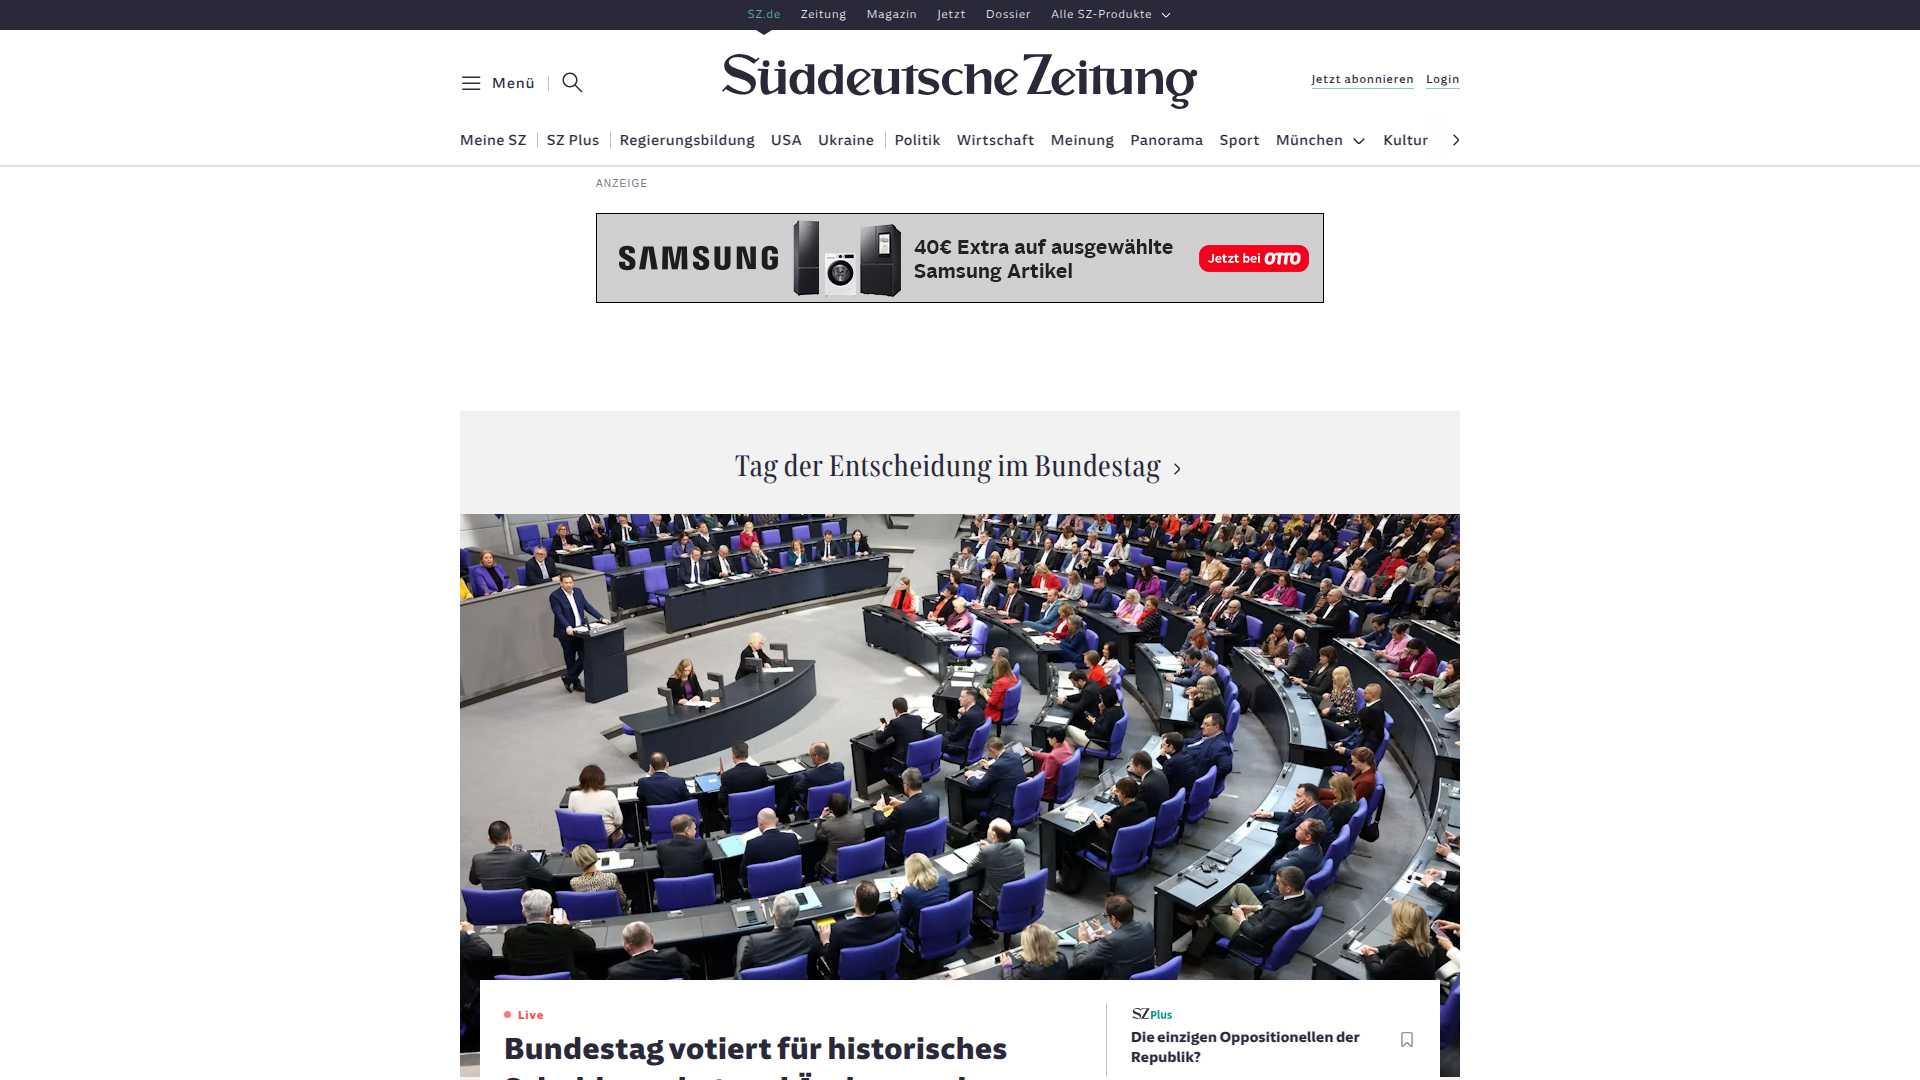 SZ.de Zeitung Magazin Jetzt Dossier Alle SZ-Produkte
Menü
Süddeutsche Zeitung
Jetzt abonnieren Login
Meine SZ SZ Plus Regierungsbildung USA Ukraine Politik Wirtschaft Meinung Panorama Sport München Kultur
ANZEIGE
SAMSUNG
40€ Extra auf ausgewählte
Samsung Artikel
Jetzt bei OTTO
Tag der Entscheidung im Bundestag
Live
Bundestag votiert für historisches
SZ Plus
Die einzigen Oppositionellen der
Republik?